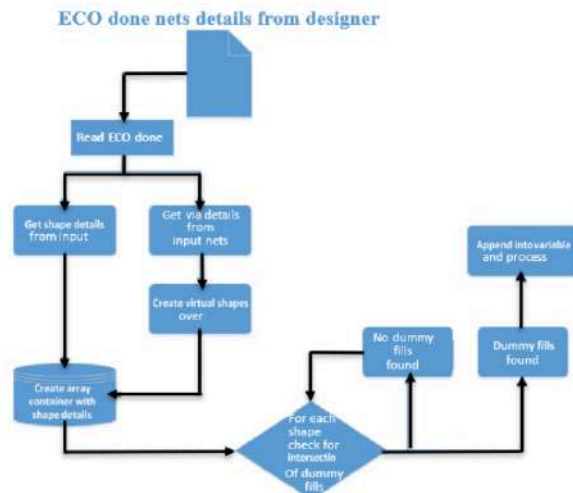 ECO done nets details from designer
Read ECO done
Get shape details
from input
Get via details
from
input nets
Create virtual shapes
over
Create array
container with
shape details
For each
shape
check for
intersectin
Of dummy
fills
No dummy
fills
found
Dummy fills
found
Append intovariable
and process